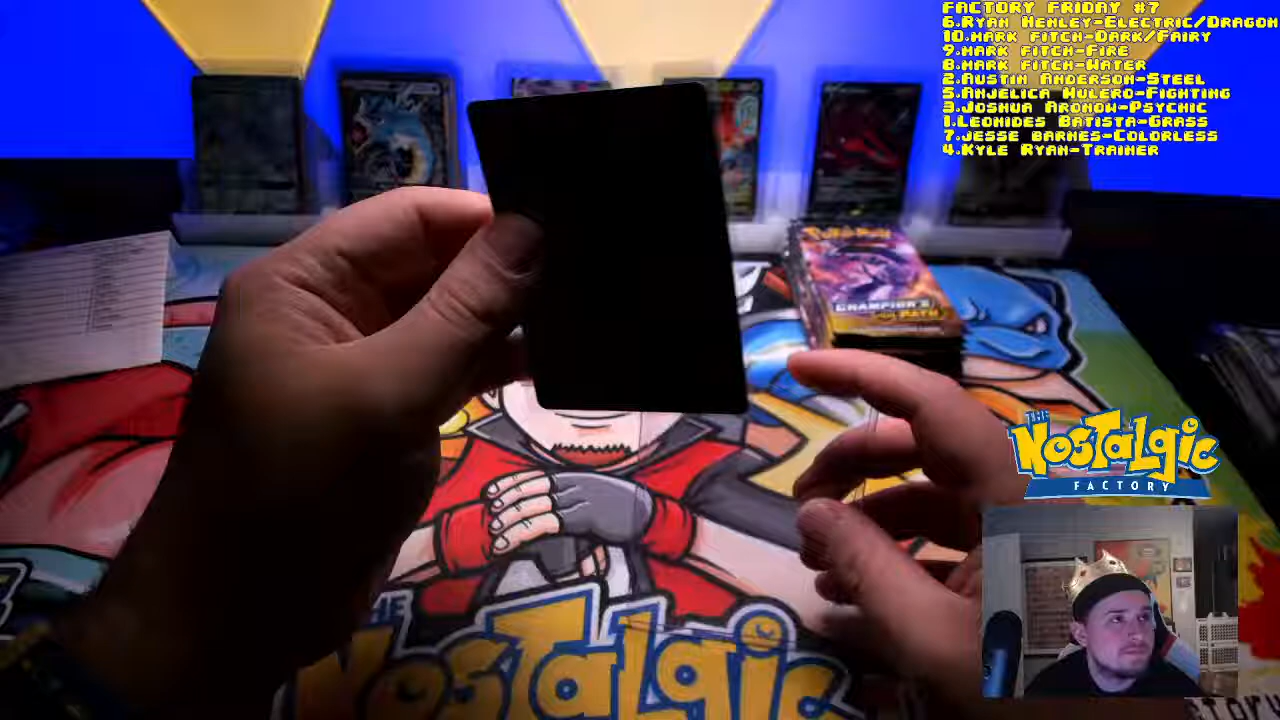 FACTORY FRIDAY #7
6.RYAN HENLEY-ELECTRIC/DRAGON
10.MARK FITCH-DARK/FAIRY
9.MARK FITCH-FIRE
8.MARK FITCH-WATER
2.AUSTIN ANDERSON-STEEL
5.ANJELICA MULERO-FIGHTING
3.JOSHUA ARONOW-PSYCHIC
1.LEONIDES BATISTA-GRASS
7.JESSE BARNES-COLORLESS
4.KYLE RYAN-TRAINER
POKéMON
CHAMPION'S
PATH
THE
NOSTALGIC
FACTORY
THE
NOSTALGIC